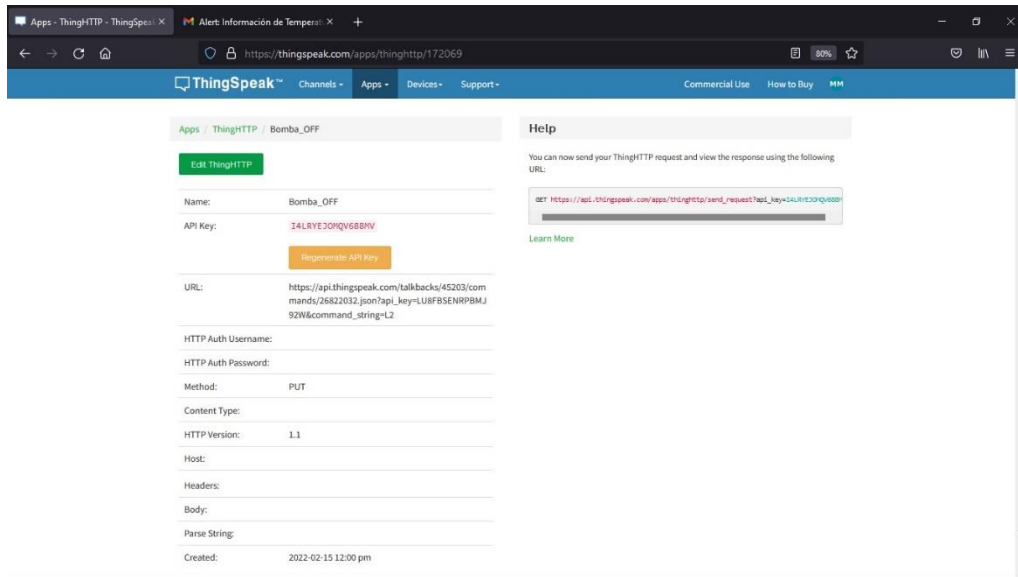 Apps - ThingHTTP - ThingSpeak
Alert: Información de Temperat
https://thingspeak.com/apps/thinghttp/172069
80%
ThingSpeak™ Channels Apps Devices Support Commercial Use How to Buy MM
Apps / ThingHTTP / Bomba_OFF
Edit ThingHTTP
Name: Bomba_OFF
API Key: I4LRYEJOMQV6B8MV
Regenerate API Key
URL: https://api.thingspeak.com/talkbacks/45203/com
mands/26822032.json?api_key=LU8FBSENRPBMJ
92W&command_string=L2
HTTP Auth Username:
HTTP Auth Password:
Method: PUT
Content Type:
HTTP Version: 1.1
Host:
Headers:
Body:
Parse String:
Created: 2022-02-15 12:00 pm
Help
You can now send your ThingHTTP request and view the response using the following
URL:
GET https://api.thingspeak.com/apps/thinghttp/send_request?api_key=
Learn More